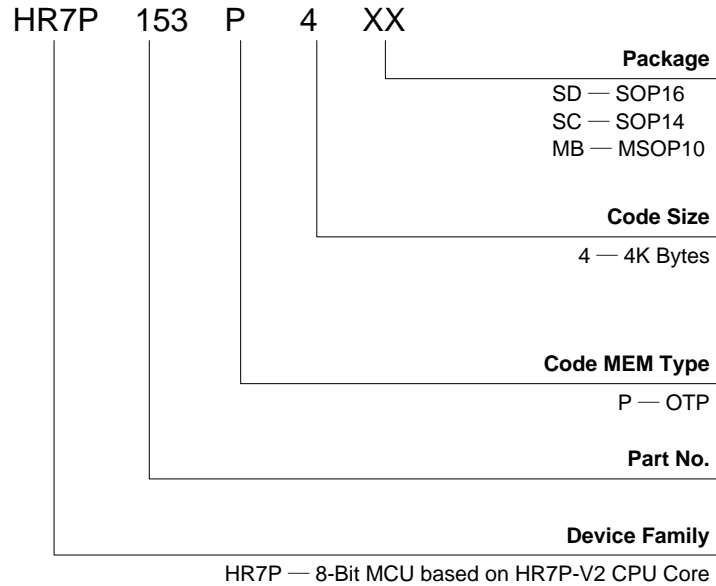 HR7P 153 P 4 XX
Package
SD — SOP16
SC — SOP14
MB — MSOP10
Code Size
4 — 4K Bytes
Code MEM Type
P — OTP
Part No.
Device Family
HR7P — 8-Bit MCU based on HR7P-V2 CPU Core